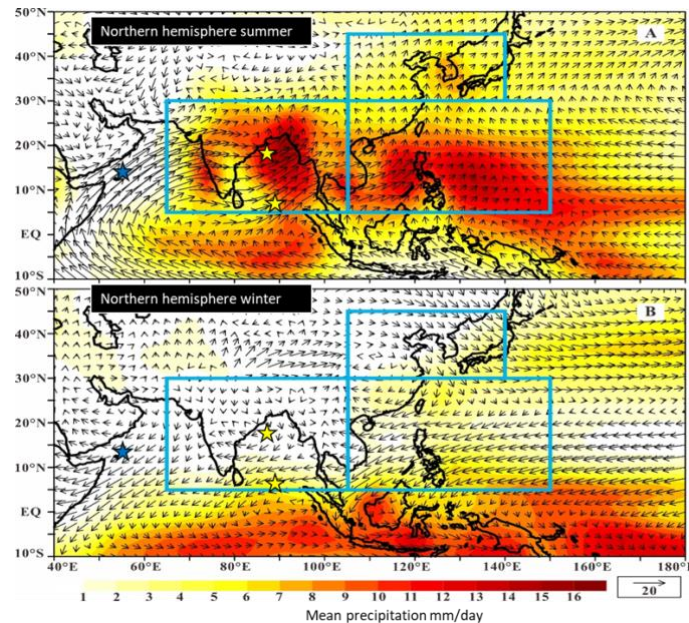 Northern hemisphere summer
A
50°N
40°N
30°N
20°N
10°N
EQ
10°S
Northern hemisphere winter
B
50°N
40°N
30°N
20°N
10°N
EQ
10°S
40°E 60°E 80°E 100°E 120°E 140°E 160°E 180°E
1 2 3 4 5 6 7 8 9 10 11 12 13 14 15 16
20
Mean precipitation mm/day